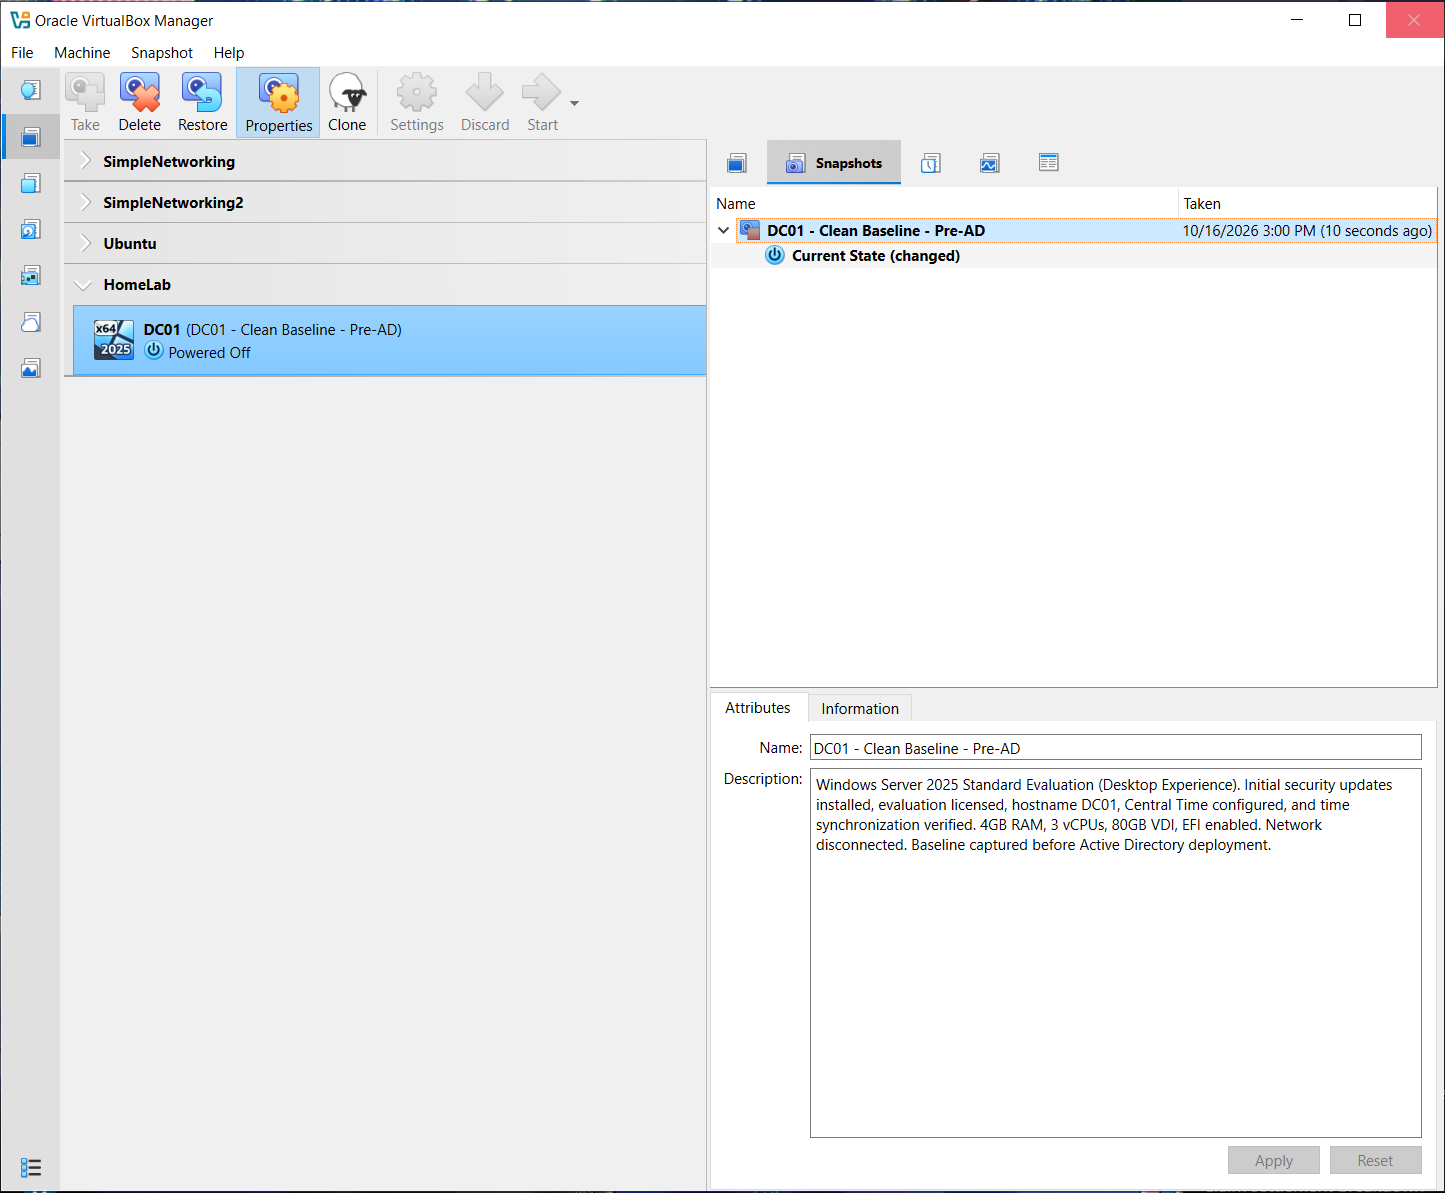 Oracle VirtualBox Manager
File Machine Snapshot Help
Take Delete Restore Properties Clone Settings Discard Start
SimpleNetworking
SimpleNetworking2
Ubuntu
HomeLab
x64
2025
DC01 (DC01 - Clean Baseline - Pre-AD)
Powered Off
Snapshots
Name Taken
DC01 - Clean Baseline - Pre-AD 10/16/2026 3:00 PM (10 seconds ago)
Current State (changed)
Attributes Information
Name: DC01 - Clean Baseline - Pre-AD
Description: Windows Server 2025 Standard Evaluation (Desktop Experience). Initial security updates
installed, evaluation licensed, hostname DC01, Central Time configured, and time
synchronization verified. 4GB RAM, 3 vCPUs, 80GB VDI, EFI enabled. Network
disconnected. Baseline captured before Active Directory deployment.
Apply Reset